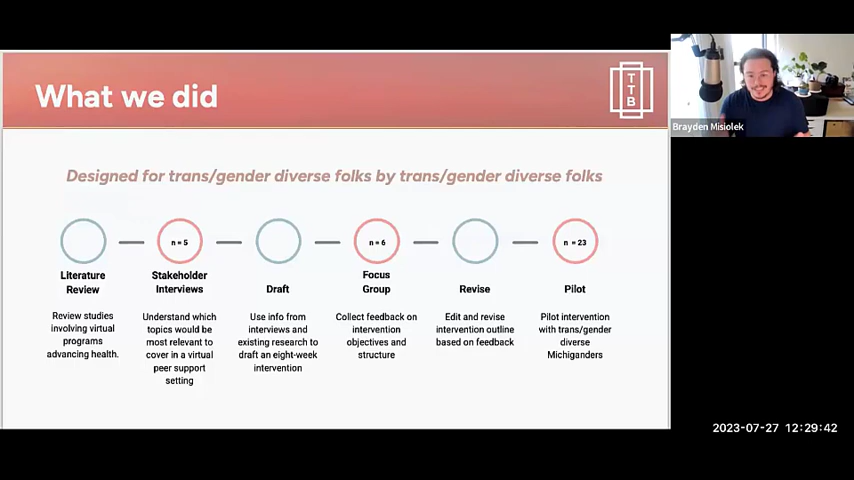 What we did
T
T
B
Brayden Misiolek
Designed for trans/gender diverse folks by trans/gender diverse folks
n = 5
n = 6
n = 23
Literature
Review
Review studies
involving virtual
programs
advancing health.
Stakeholder
Interviews
Understand which
topics would be
most relevant to
cover in a virtual
peer support
setting
Draft
Use info from
interviews and
existing research to
draft an eight-week
intervention
Focus
Group
Collect feedback on
intervention
objectives and
structure
Revise
Edit and revise
intervention outline
based on feedback
Pilot
Pilot intervention
with trans/gender
diverse
Michiganders
2023-07-27 12:29:42